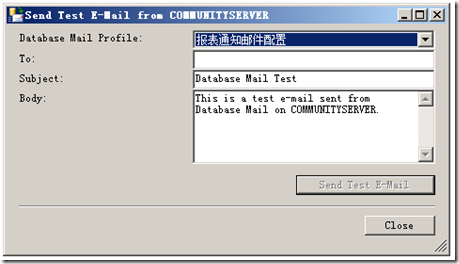 Send Test E-Mail from COMMUNITYSERVER
Database Mail Profile:
报表通知邮件配置
To:
Subject:
Database Mail Test
Body:
This is a test e-mail sent from
Database Mail on COMMUNITYSERVER.
Send Test E-Mail
Close